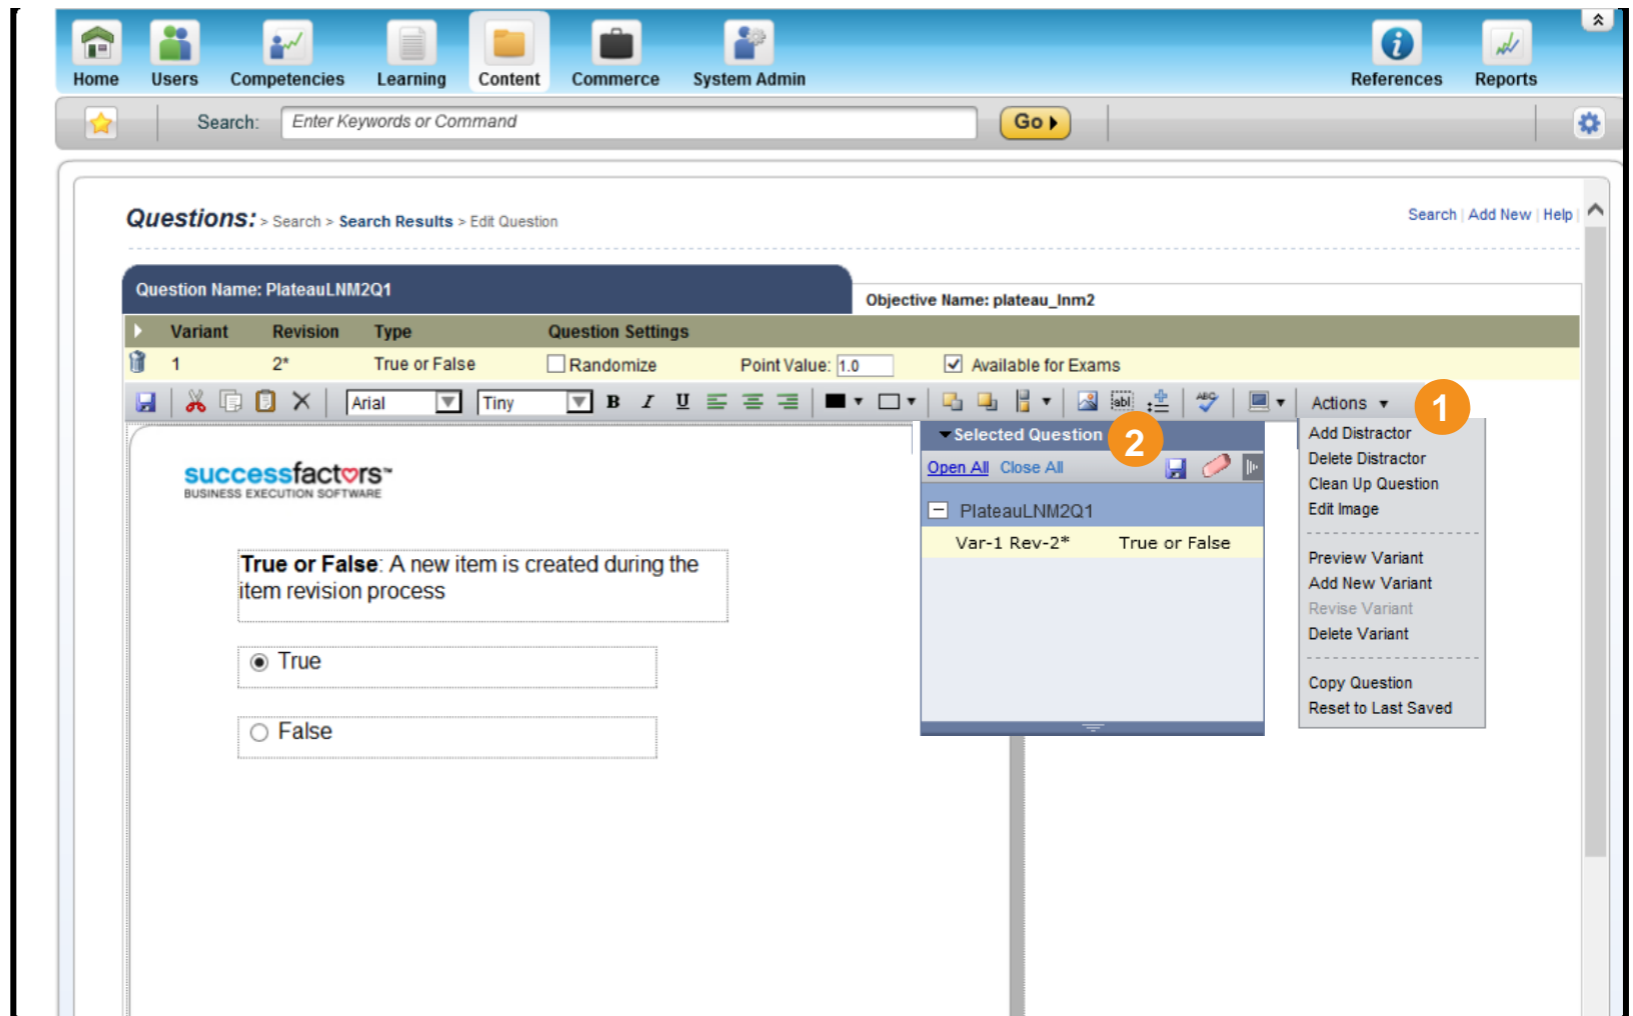 Home Users Competencies Learning Content Commerce System Admin References Reports
Search: Enter Keywords or Command Go
Questions: > Search > Search Results > Edit Question
Search | Add New | Help |
Question Name: PlateauLNM2Q1
Objective Name: plateau_lnm2
Variant Revision Type Question Settings
1 2* True or False Randomize Point Value: 1.0 Available for Exams
Arial Tiny B I U abl ABC Actions
1
Selected Question
2
Open All Close All
PlateauLNM2Q1
Var-1 Rev-2* True or False
Add Distractor
Delete Distractor
Clean Up Question
Edit Image
Preview Variant
Add New Variant
Revise Variant
Delete Variant
Copy Question
Reset to Last Saved
successfactors™
BUSINESS EXECUTION SOFTWARE
True or False: A new item is created during the
item revision process
True
False